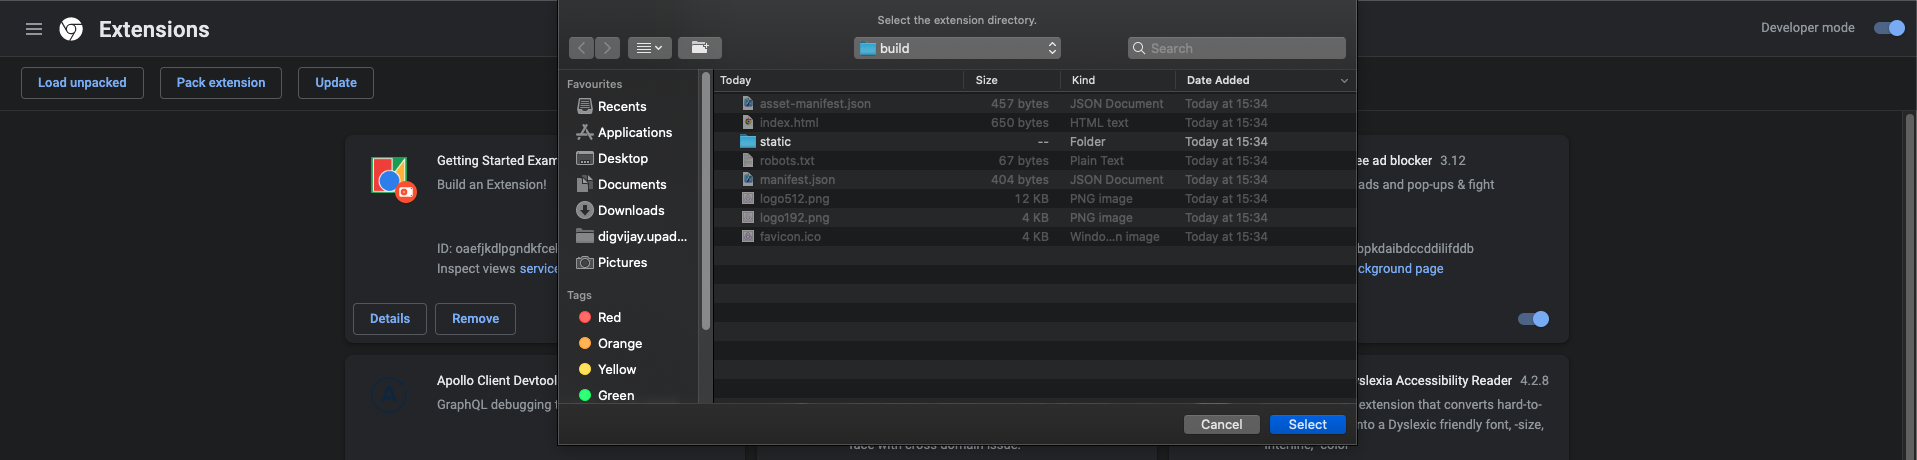 Extensions
Developer mode
Load unpacked
Pack extension
Update
Select the extension directory.
build
Search
Favourites
Recents
Applications
Desktop
Documents
Downloads
digvijay.upad...
Pictures
Tags
Red
Orange
Yellow
Green
Today Size Kind Date Added
asset-manifest.json 457 bytes JSON Document Today at 15:34
index.html 650 bytes HTML text Today at 15:34
static -- Folder Today at 15:34
robots.txt 67 bytes Plain Text Today at 15:34
manifest.json 404 bytes JSON Document Today at 15:34
logo512.png 12 KB PNG image Today at 15:34
logo192.png 4 KB PNG image Today at 15:34
favicon.ico 4 KB Windo...n image Today at 15:34
Cancel
Select
Getting Started Exam
Build an Extension!
ID: oaefjkdlpgndkfcel
Inspect views service
Details
Remove
ee ad blocker 3.12
ads and pop-ups & fight
bpkdaibdccddilifddb
ckground page
Apollo Client Devtool
GraphQL debugging t
face with cross domain issue.
yslexia Accessibility Reader 4.2.8
extension that converts hard-to-
nto a Dyslexic friendly font, -size,
interline, -color